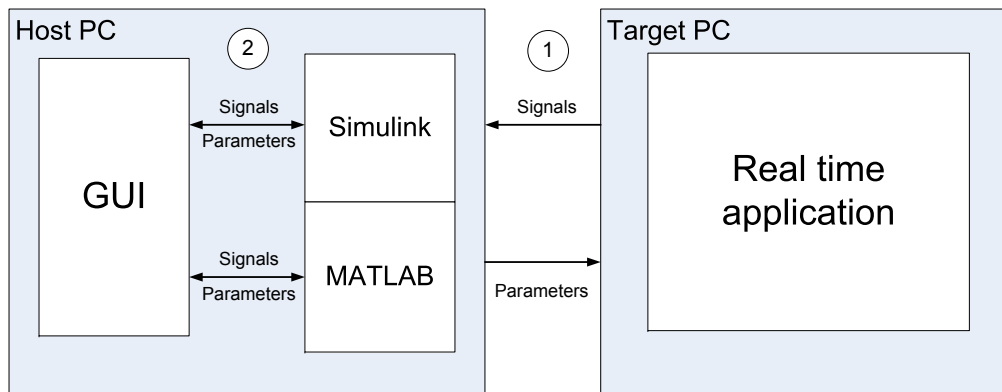 Host PC
2
GUI
Signals
Parameters
Simulink
Signals
Parameters
MATLAB
1
Signals
Parameters
Target PC
Real time
application